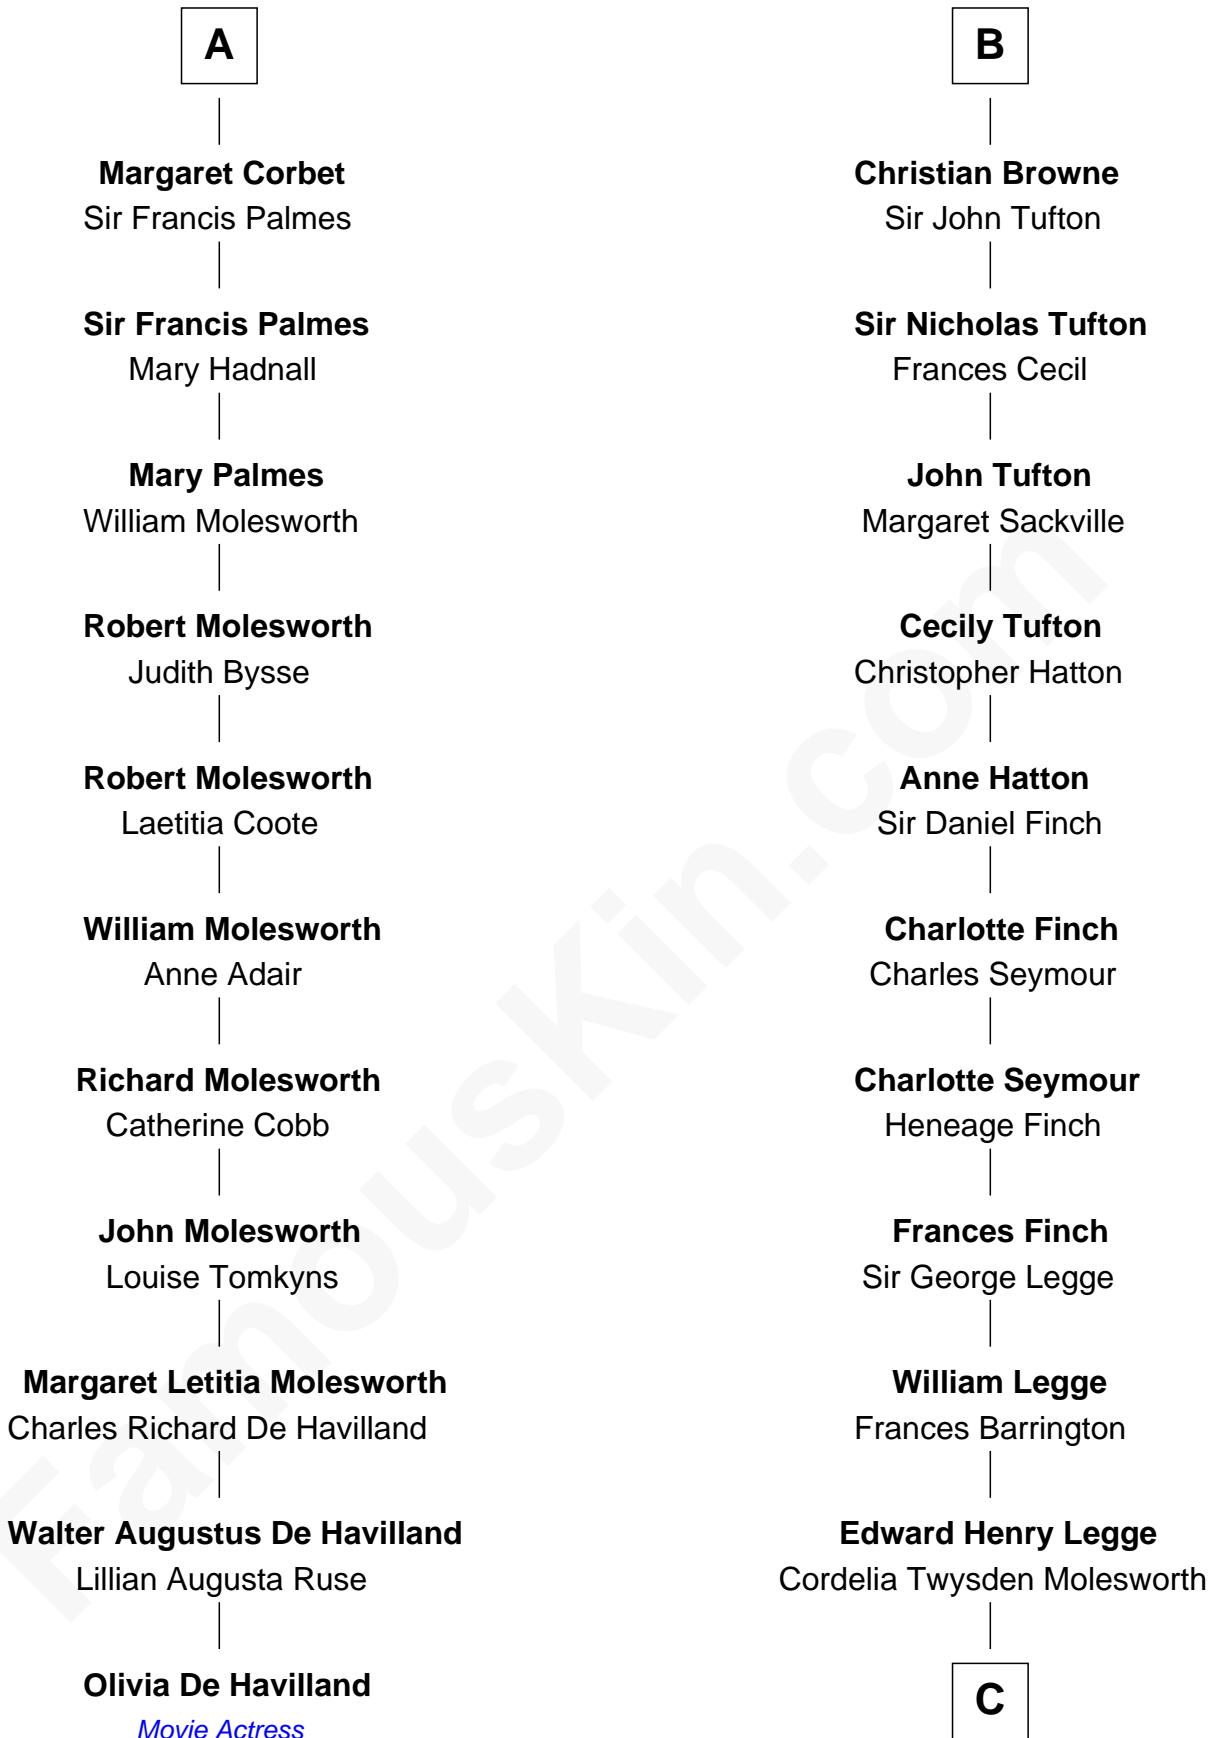 A
Margaret Corbet
Sir Francis Palmes
Sir Francis Palmes
Mary Hadnall
Mary Palmes
William Molesworth
Robert Molesworth
Judith Bysse
Robert Molesworth
Laetitia Coote
William Molesworth
Anne Adair
Richard Molesworth
Catherine Cobb
John Molesworth
Louise Tomkyns
Margaret Letitia Molesworth
Charles Richard De Havilland
Walter Augustus De Havilland
Lillian Augusta Ruse
Olivia De Havilland
Movie Actress
B
Christian Browne
Sir John Tufton
Sir Nicholas Tufton
Frances Cecil
John Tufton
Margaret Sackville
Cecily Tufton
Christopher Hatton
Anne Hatton
Sir Daniel Finch
Charlotte Finch
Charles Seymour
Charlotte Seymour
Heneage Finch
Frances Finch
Sir George Legge
William Legge
Frances Barrington
Edward Henry Legge
Cordelia Twysden Molesworth
C
FamousKin.com